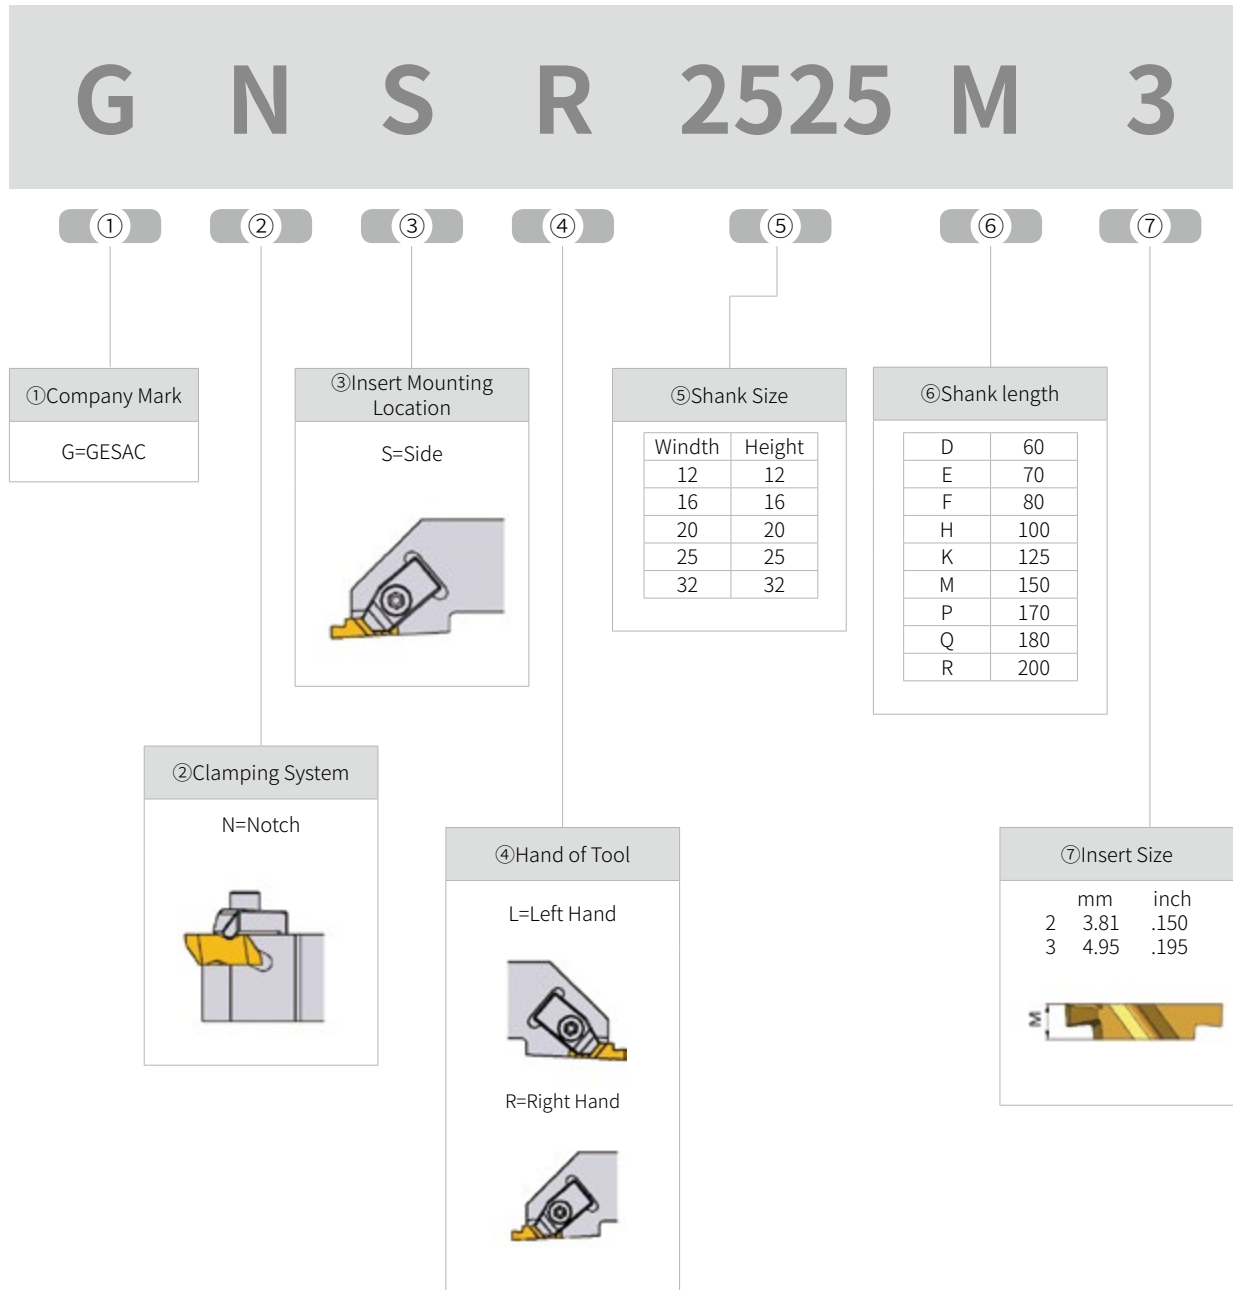 G N S R 2525 M 3
① ② ③ ④ ⑤ ⑥ ⑦
①Company Mark
G=GESAC
③Insert Mounting
Location
S=Side
⑤Shank Size
Windth Height
12 12
16 16
20 20
25 25
32 32
⑥Shank length
D 60
E 70
F 80
H 100
K 125
M 150
P 170
Q 180
R 200
②Clamping System
N=Notch
④Hand of Tool
L=Left Hand
R=Right Hand
⑦Insert Size
mm inch
2 3.81 .150
3 4.95 .195
M